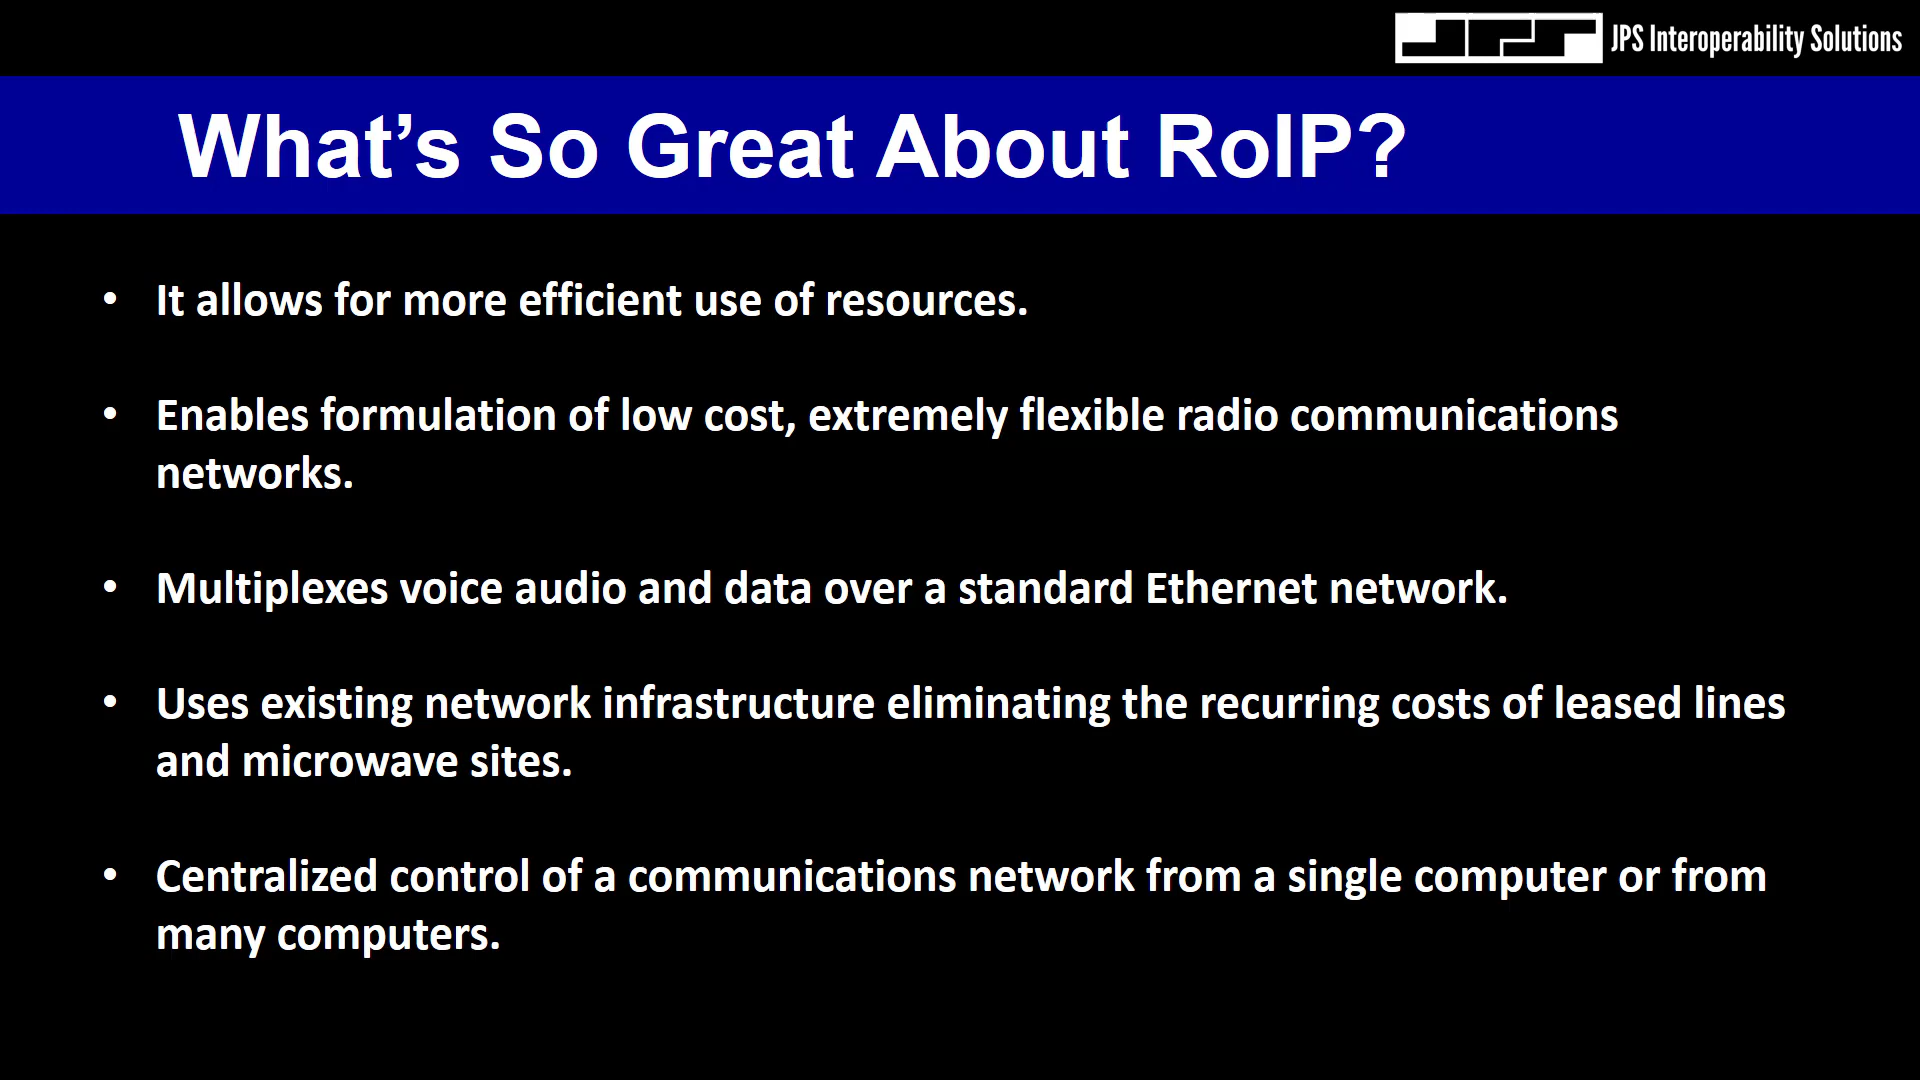 JPS JPS Interoperability Solutions
What’s So Great About RoIP?
• It allows for more efficient use of resources.
• Enables formulation of low cost, extremely flexible radio communications
networks.
• Multiplexes voice audio and data over a standard Ethernet network.
• Uses existing network infrastructure eliminating the recurring costs of leased lines
and microwave sites.
• Centralized control of a communications network from a single computer or from
many computers.